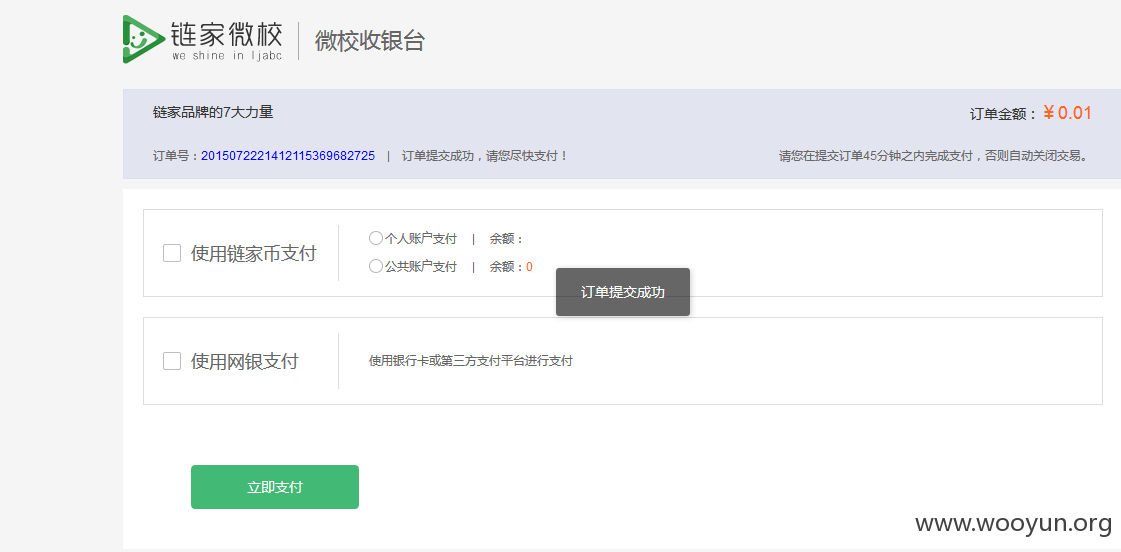 链家微校
we shine in ljabc
微校收银台
链家品牌的7大力量
订单金额：￥0.01
订单号：2015072221412115369682725 | 订单提交成功，请您尽快支付！
请您在提交订单45分钟之内完成支付，否则自动关闭交易。
使用链家币支付
个人账户支付 | 余额：
公共账户支付 | 余额：0
订单提交成功
使用网银支付
使用银行卡或第三方支付平台进行支付
立即支付
www.wooyun.org